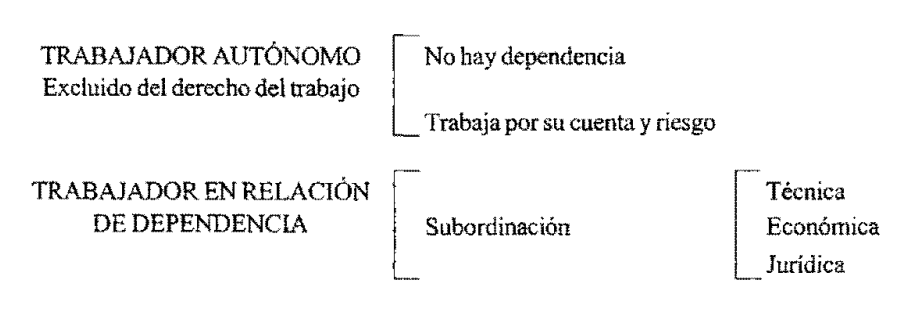 TRABAJADOR AUTÓNOMO
Excluido del derecho del trabajo
No hay dependencia
Trabaja por su cuenta y riesgo
TRABAJADOR EN RELACIÓN
DE DEPENDENCIA
Subordinación
Técnica
Económica
Jurídica